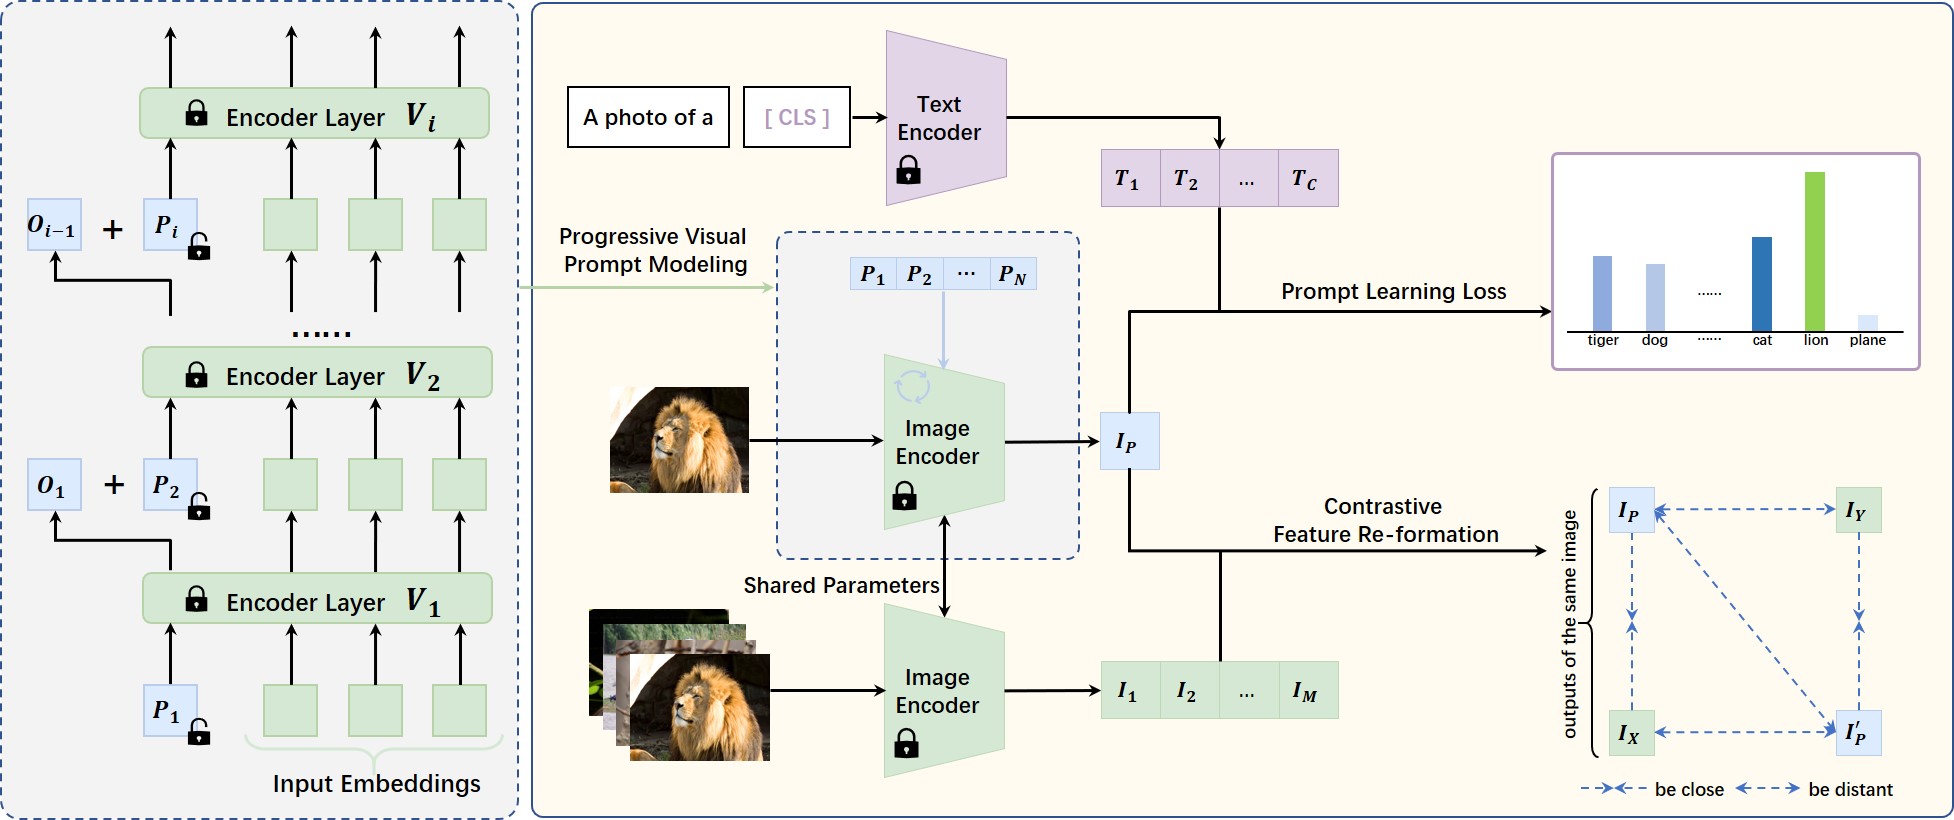 Encoder Layer V_i
O_{i-1} + P_i
......
Encoder Layer V_2
O_1 + P_2
Encoder Layer V_1
P_1
Input Embeddings
A photo of a
[ CLS ]
Text
Encoder
T_1 T_2 ... T_C
Progressive Visual
Prompt Modeling
P_1 P_2 ... P_N
Image
Encoder
I_P
Shared Parameters
Image
Encoder
I_1 I_2 ... I_M
Prompt Learning Loss
......
tiger dog ...... cat lion plane
Contrastive
Feature Re-formation
outputs of the same image
I_P I_Y
I_X I'_P
be close be distant